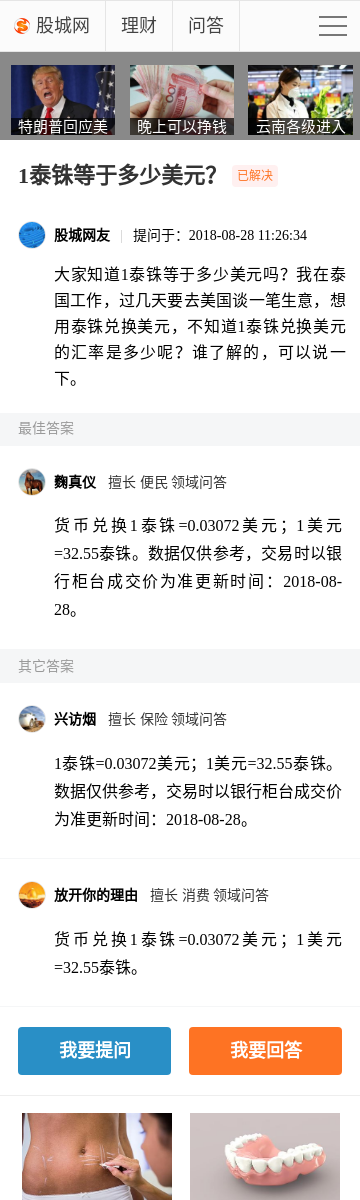 股城网 理财 问答
特朗普回应美 晚上可以挣钱 云南各级进入
1泰铢等于多少美元？ 已解决
股城网友 提问于：2018-08-28 11:26:34
大家知道1泰铢等于多少美元吗？我在泰
国工作，过几天要去美国谈一笔生意，想
用泰铢兑换美元，不知道1泰铢兑换美元
的汇率是多少呢？谁了解的，可以说一
下。
最佳答案
麴真仪 擅长 便民 领域问答
货币兑换1泰铢=0.03072美元；1美元
=32.55泰铢。数据仅供参考，交易时以银
行柜台成交价为准更新时间：2018-08-
28。
其它答案
兴访烟 擅长 保险 领域问答
1泰铢=0.03072美元；1美元=32.55泰铢。
数据仅供参考，交易时以银行柜台成交价
为准更新时间：2018-08-28。
放开你的理由 擅长 消费 领域问答
货币兑换1泰铢=0.03072美元；1美元
=32.55泰铢。
我要提问 我要回答